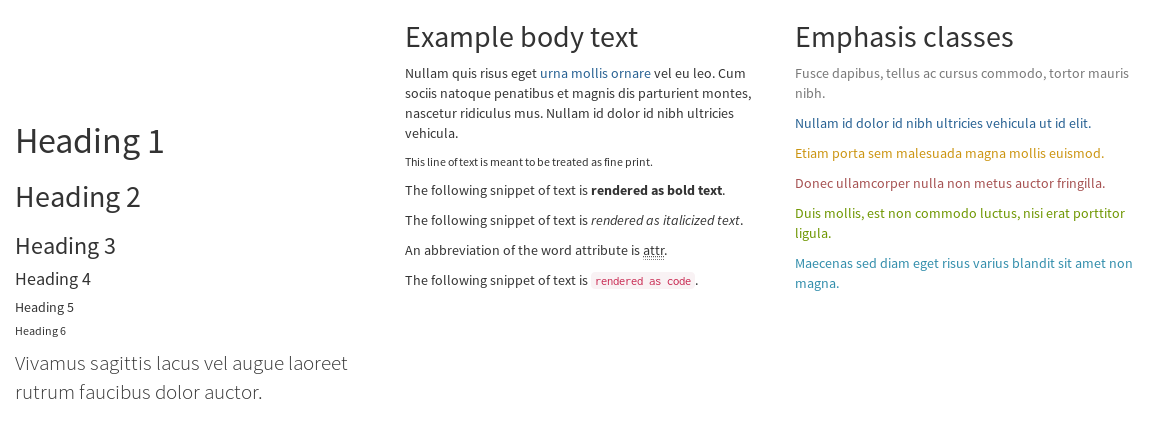 Heading 1
Heading 2
Heading 3
Heading 4
Heading 5
Heading 6
Vivamus sagittis lacus vel augue laoreet
rutrum faucibus dolor auctor.
Example body text
Nullam quis risus eget urna mollis ornare vel eu leo. Cum
sociis natoque penatibus et magnis dis parturient montes,
nascetur ridiculus mus. Nullam id dolor id nibh ultricies
vehicula.
This line of text is meant to be treated as fine print.
The following snippet of text is rendered as bold text.
The following snippet of text is rendered as italicized text.
An abbreviation of the word attribute is attr.
The following snippet of text is rendered as code.
Emphasis classes
Fusce dapibus, tellus ac cursus commodo, tortor mauris
nibh.
Nullam id dolor id nibh ultricies vehicula ut id elit.
Etiam porta sem malesuada magna mollis euismod.
Donec ullamcorper nulla non metus auctor fringilla.
Duis mollis, est non commodo luctus, nisi erat porttitor
ligula.
Maecenas sed diam eget risus varius blandit sit amet non
magna.